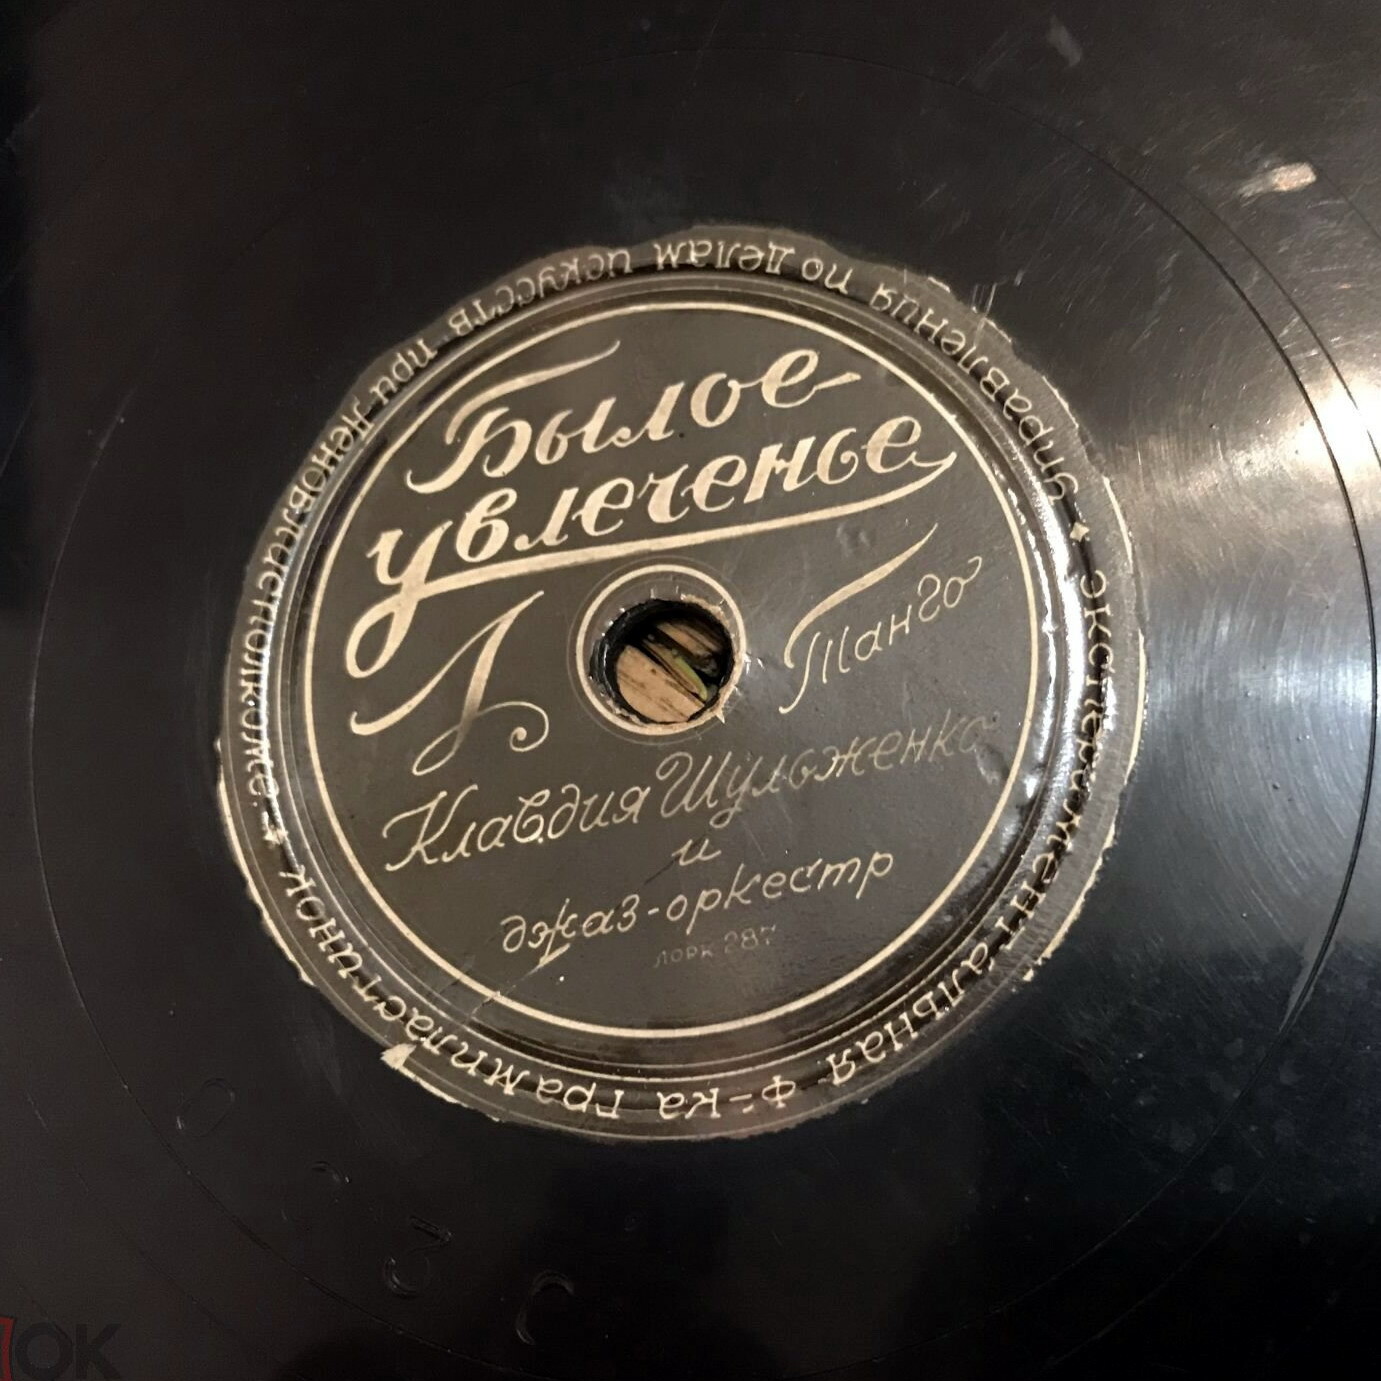 Былое
увлеченье
Танго
Клавдия Шульженко
и
джаз-оркестр
ЛОРК 287
Экспериментальная ф-ка грампластинок
Управления по делам искусств при Леноблисполкоме.